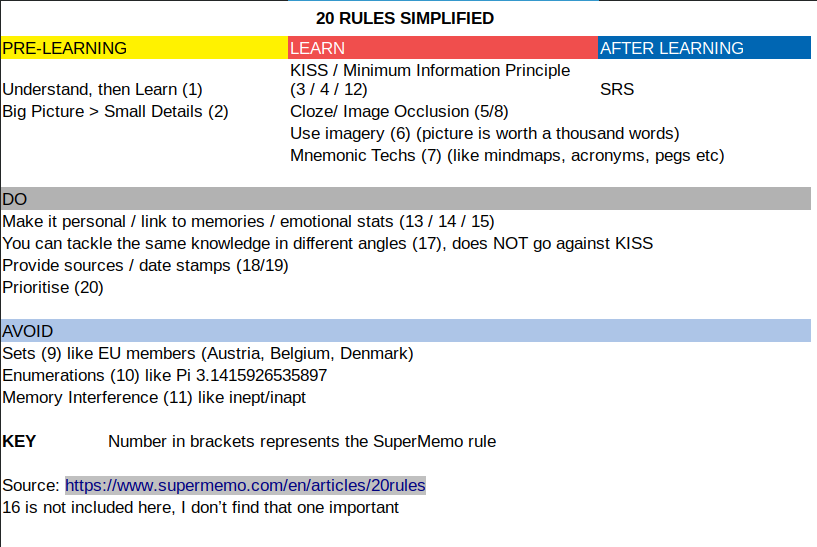 20 RULES SIMPLIFIED
PRE-LEARNING LEARN AFTER LEARNING
KISS / Minimum Information Principle
Understand, then Learn (1) (3 / 4 / 12) SRS
Big Picture > Small Details (2) Cloze/ Image Occlusion (5/8)
Use imagery (6) (picture is worth a thousand words)
Mnemonic Techs (7) (like mindmaps, acronyms, pegs etc)
DO
Make it personal / link to memories / emotional stats (13 / 14 / 15)
You can tackle the same knowledge in different angles (17), does NOT go against KISS
Provide sources / date stamps (18/19)
Prioritise (20)
AVOID
Sets (9) like EU members (Austria, Belgium, Denmark)
Enumerations (10) like Pi 3.1415926535897
Memory Interference (11) like inept/inapt
KEY Number in brackets represents the SuperMemo rule
Source: https://www.supermemo.com/en/articles/20rules
16 is not included here, I don’t find that one important